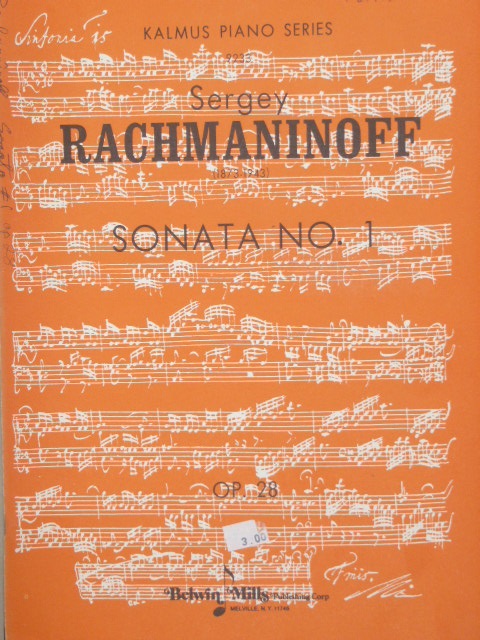 Sinfonia 15
KALMUS PIANO SERIES
Sergey
RACHMANINOFF
(1873-1943)
SONATA NO. 1
OP. 28
3.00
Belwin Mills
Publishing Corp.
MELVILLE, N.Y. 11746
Finis.